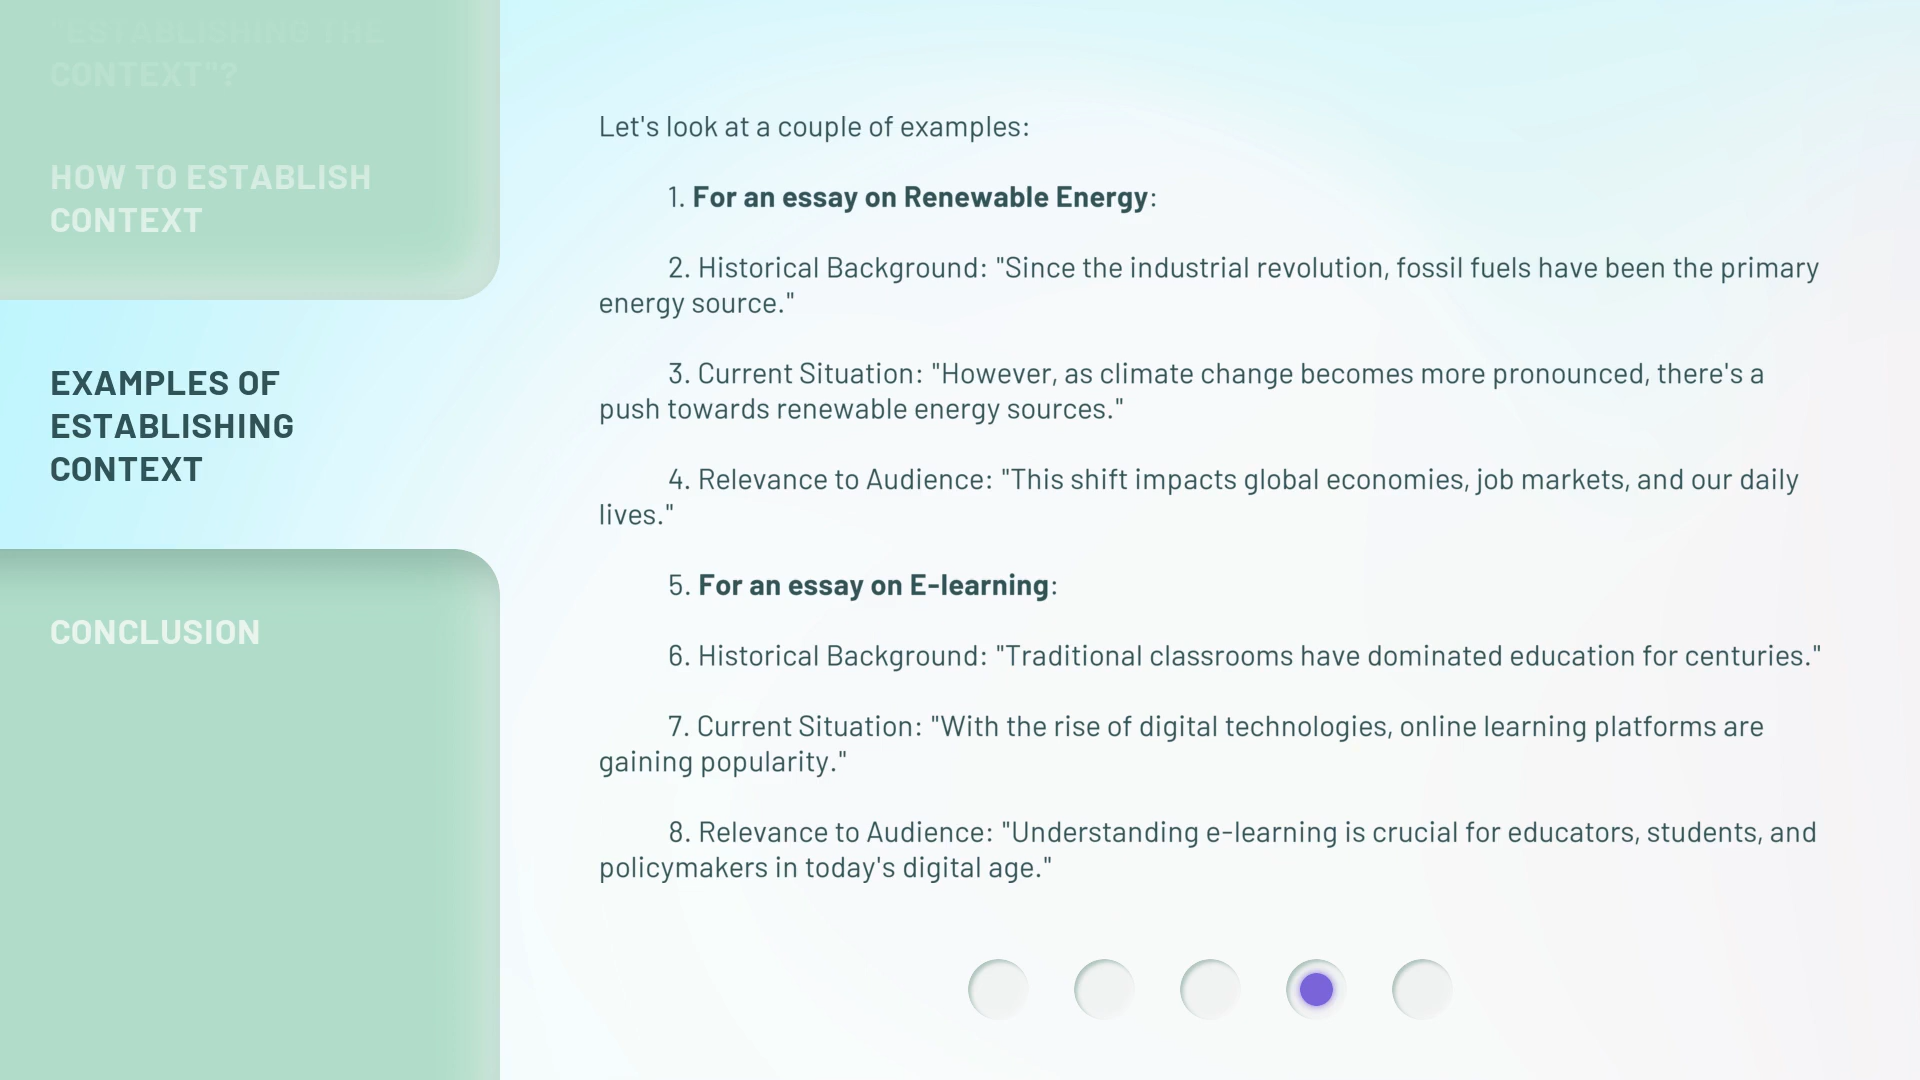 "ESTABLISHING THE
CONTEXT"?
HOW TO ESTABLISH
CONTEXT
EXAMPLES OF
ESTABLISHING
CONTEXT
CONCLUSION
Let's look at a couple of examples:
1. For an essay on Renewable Energy:
2. Historical Background: "Since the industrial revolution, fossil fuels have been the primary
energy source."
3. Current Situation: "However, as climate change becomes more pronounced, there's a
push towards renewable energy sources."
4. Relevance to Audience: "This shift impacts global economies, job markets, and our daily
lives."
5. For an essay on E-learning:
6. Historical Background: "Traditional classrooms have dominated education for centuries."
7. Current Situation: "With the rise of digital technologies, online learning platforms are
gaining popularity."
8. Relevance to Audience: "Understanding e-learning is crucial for educators, students, and
policymakers in today's digital age."